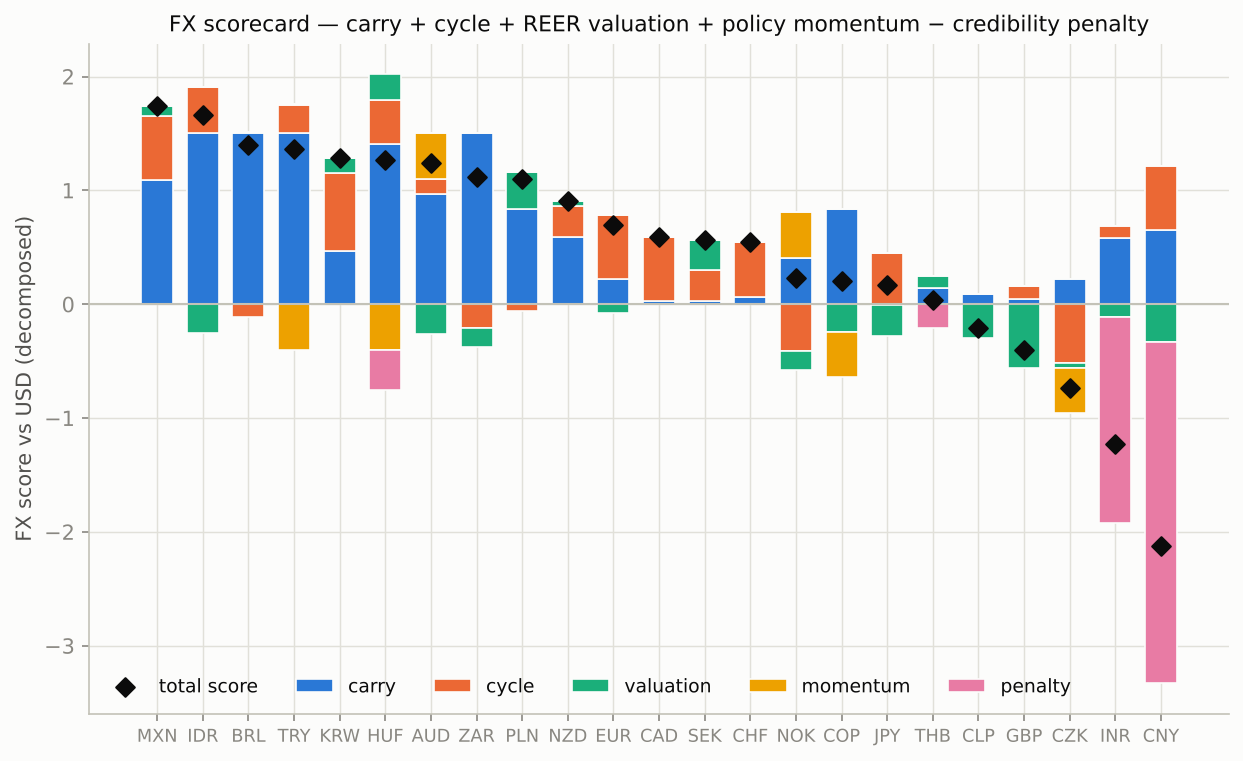 FX scorecard — carry + cycle + REER valuation + policy momentum − credibility penalty
FX score vs USD (decomposed)
2
1
0
−1
−2
−3
total score carry cycle valuation momentum penalty
MXN IDR BRL TRY KRW HUF AUD ZAR PLN NZD EUR CAD SEK CHF NOK COP JPY THB CLP GBP CZK INR CNY